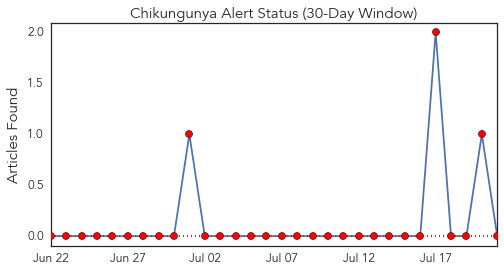 Chikungunya Alert Status (30-Day Window)
Articles Found
2.0
1.5
1.0
0.5
0.0
Jun 22 Jun 27 Jul 02 Jul 07 Jul 12 Jul 17